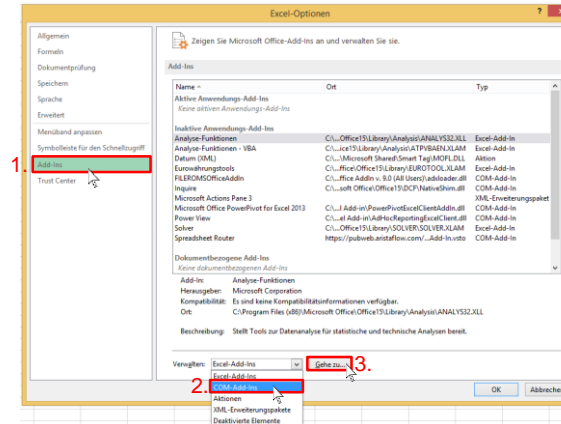 Excel-Optionen
?
Allgemein
Formeln
Dokumentprüfung
Speichern
Sprache
Erweitert
Menüband anpassen
Symbolleiste für den Schnellzugriff
1. Add-Ins
Trust Center
Zeigen Sie Microsoft Office-Add-Ins an und verwalten Sie sie.
Add-Ins
Name Ort Typ
Aktive Anwendungs-Add-Ins
Keine aktiven Anwendungs-Add-Ins
Inaktive Anwendungs-Add-Ins
Analyse-Funktionen C:\...Office15\Library\Analysis\ANALYS32.XLL Excel-Add-In
Analyse-Funktionen - VBA C:\...ice15\Library\Analysis\ATPVBAEN.XLAM Excel-Add-In
Datum (XML) C:\...\Microsoft Shared\Smart Tag\MOFL.DLL Aktion
Eurowährungstools C:\...ffice\Office15\Library\EUROTOOL.XLAM Excel-Add-In
FILEROMSOfficeAddIn C:\...ffice AddIn v. 9.0 (All Users)\adxloader.dll COM-Add-In
Inquire C:\...soft Office\Office15\DCF\NativeShim.dll COM-Add-In
Microsoft Actions Pane 3 XML-Erweiterungspaket
Microsoft Office PowerPivot for Excel 2013 C:\...l Add-in\PowerPivotExcelClientAddIn.dll COM-Add-In
Power View C:\...el Add-in\AdHocReportingExcelClient.dll COM-Add-In
Solver C:\...Office15\Library\SOLVER\SOLVER.XLAM Excel-Add-In
Spreadsheet Router https://pubweb.aristaflow.com/...Add-In.vsto COM-Add-In
Dokumentbezogene Add-Ins
Keine dokumentbezogenen Add-Ins
Add-In: Analyse-Funktionen
Herausgeber: Microsoft Corporation
Kompatibilität: Es sind keine Kompatibilitätsinformationen verfügbar.
Ort: C:\Program Files (x86)\Microsoft Office\Office15\Library\Analysis\ANALYS32.XLL
Beschreibung: Stellt Tools zur Datenanalyse für statistische und technische Analysen bereit.
Verwalten: Excel-Add-Ins Gehe zu... 3.
Excel-Add-Ins
2. COM-Add-Ins
Aktionen
XML-Erweiterungspakete
Deaktivierte Elemente
OK Abbreche